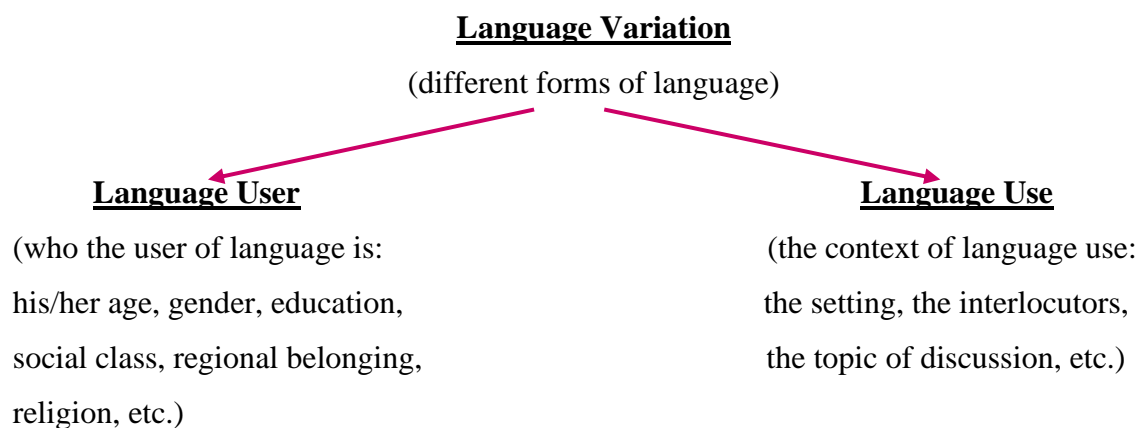 Language Variation
(different forms of language)
Language User
(who the user of language is:
his/her age, gender, education,
social class, regional belonging,
religion, etc.)
Language Use
(the context of language use:
the setting, the interlocutors,
the topic of discussion, etc.)